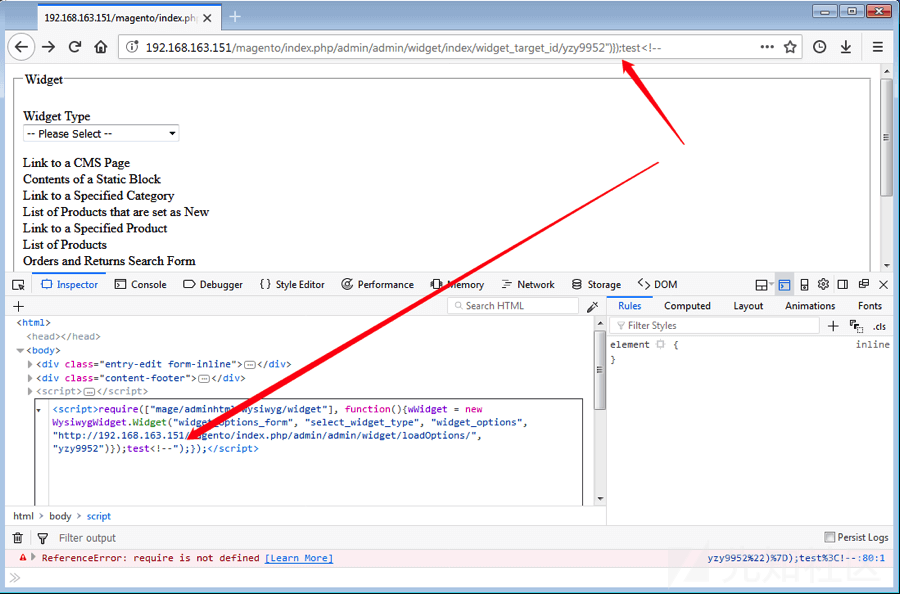 192.168.163.151/magento/index.ph
192.168.163.151/magento/index.php/admin/admin/widget/index/widget_target_id/yzy9952")});test<!--
Widget
Widget Type
-- Please Select --
Link to a CMS Page
Contents of a Static Block
Link to a Specified Category
List of Products that are set as New
Link to a Specified Product
List of Products
Orders and Returns Search Form
Inspector Console Debugger {} Style Editor Performance Memory Network Storage DOM
+ Search HTML Rules Computed Layout Animations Fonts
Filter Styles + .cls
<html>
<head></head>
<body>
<div class="entry-edit form-inline"></div>
<div class="content-footer"></div>
<script></script>
<script>require(["mage/adminhtml/wysiwyg/widget"], function(){wWidget = new
WysiwygWidget.Widget("widget_options_form", "select_widget_type", "widget_options",
"http://192.168.163.151/magento/index.php/admin/admin/widget/loadOptions/",
"yzy9952")});test<!--");});</script>
element { inline
}
html > body > script
Filter output Persist Logs
ReferenceError: require is not defined [Learn More] yzy9952%22)%7D);test%3C!--:80:1
先知社区